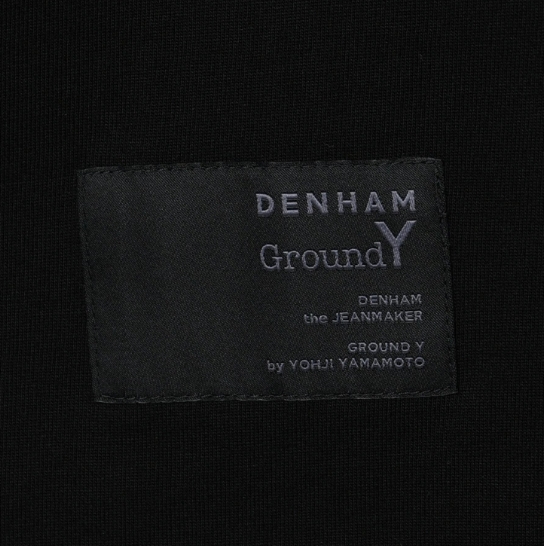 DENHAM
GroundY
DENHAM
the JEANMAKER
GROUND Y
by YOHJI YAMAMOTO